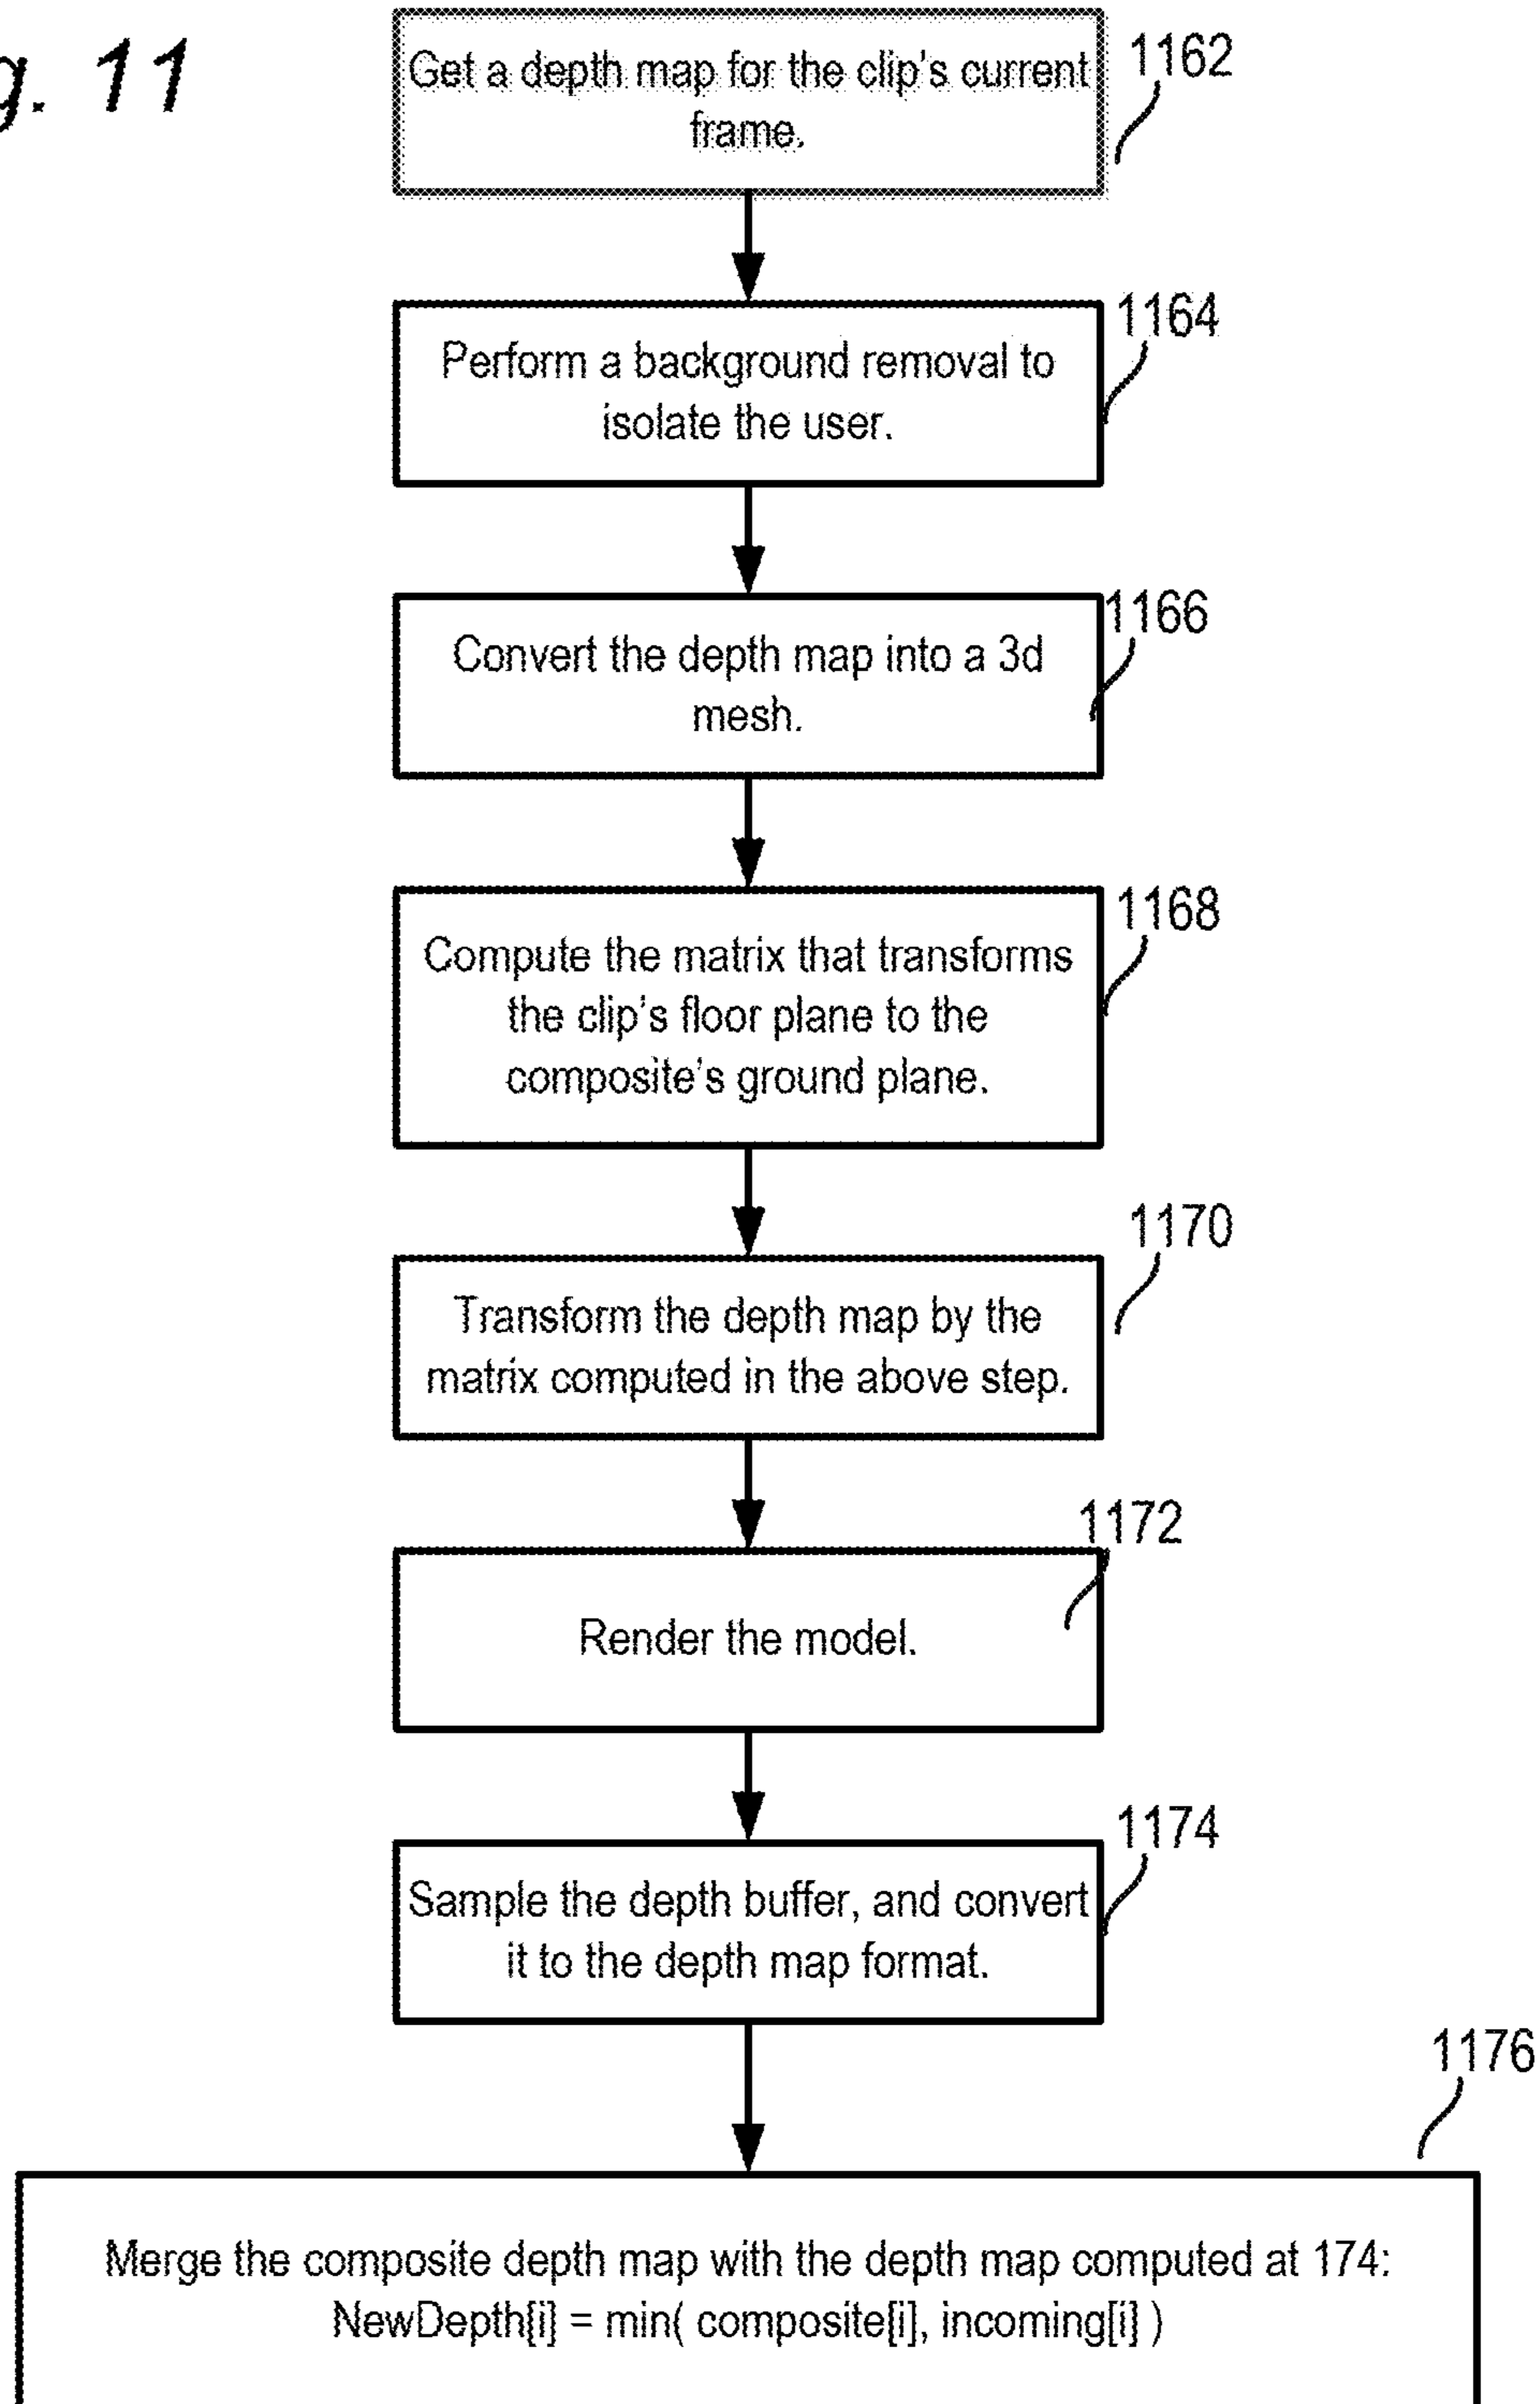 g. 11
Get a depth map for the clip's current
frame.
1162
Perform a background removal to
isolate the user.
1164
Convert the depth map into a 3d
mesh.
1166
Compute the matrix that transforms
the clip's floor plane to the
composite's ground plane.
1168
Transform the depth map by the
matrix computed in the above step.
1170
Render the model.
1172
Sample the depth buffer, and convert
it to the depth map format.
1174
Merge the composite depth map with the depth map computed at 174:
NewDepth[i] = min( composite[i], incoming[i] )
1176